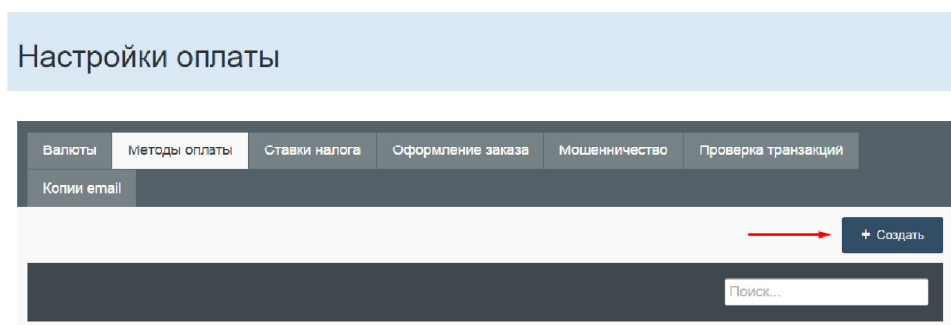 Настройки оплаты
Валюты Методы оплаты Ставки налога Оформление заказа Мошенничество Проверка транзакций
Копии email
+ Создать
Поиск...